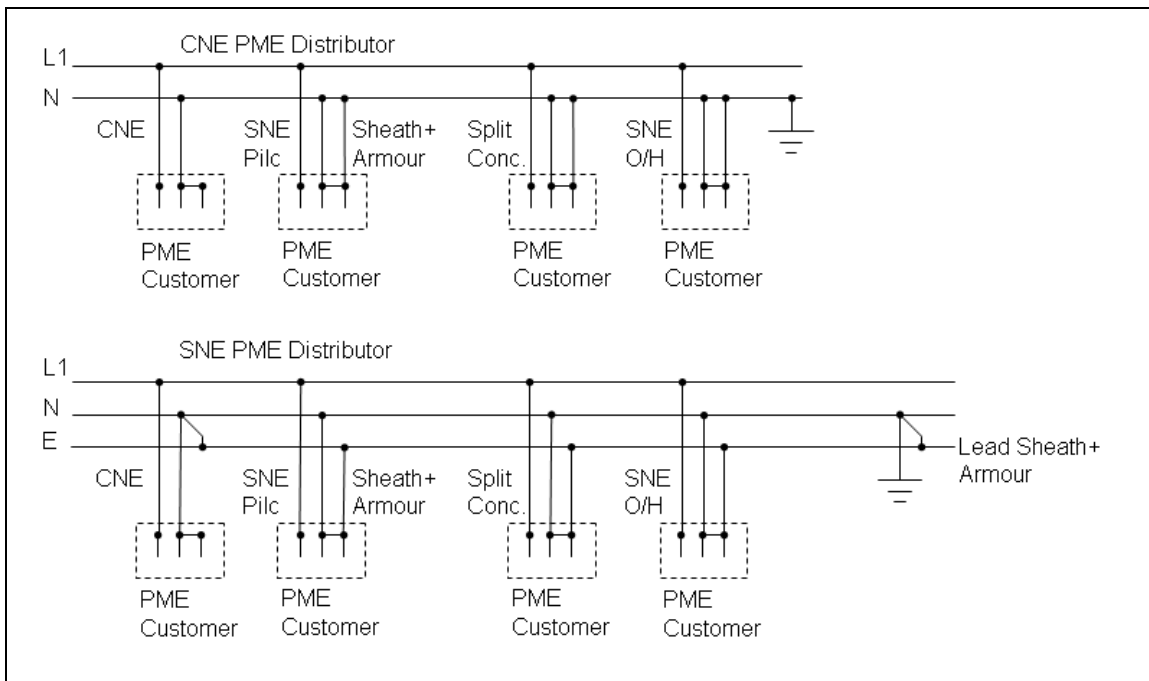 CNE PME Distributor
L1
N
CNE
SNE
Pilc
Sheath+
Armour
Split
Conc.
SNE
O/H
PME
Customer
PME
Customer
PME
Customer
PME
Customer
SNE PME Distributor
L1
N
E
Lead Sheath+
Armour
CNE
SNE
Pilc
Sheath+
Armour
Split
Conc.
SNE
O/H
PME
Customer
PME
Customer
PME
Customer
PME
Customer